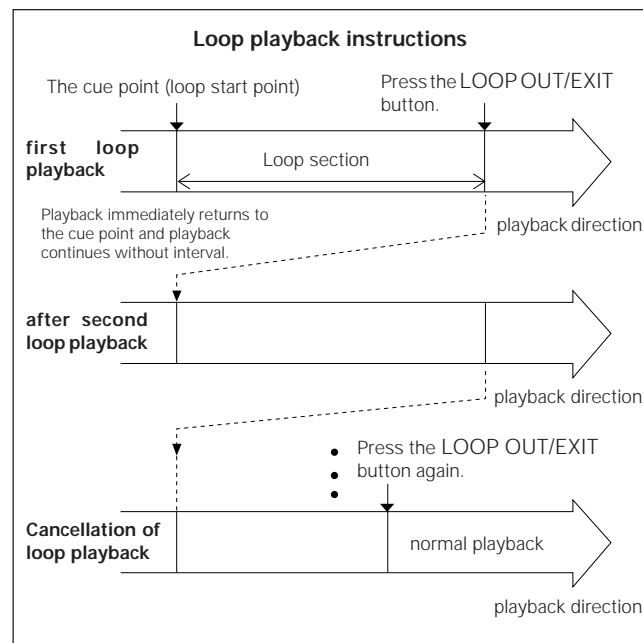 Loop playback instructions
The cue point (loop start point)
Press the LOOP OUT/EXIT
button.
first loop
playback
Loop section
Playback immediately returns to
the cue point and playback
continues without interval.
playback direction
after second
loop playback
playback direction
Press the LOOP OUT/EXIT
button again.
Cancellation of
loop playback
normal playback
playback direction